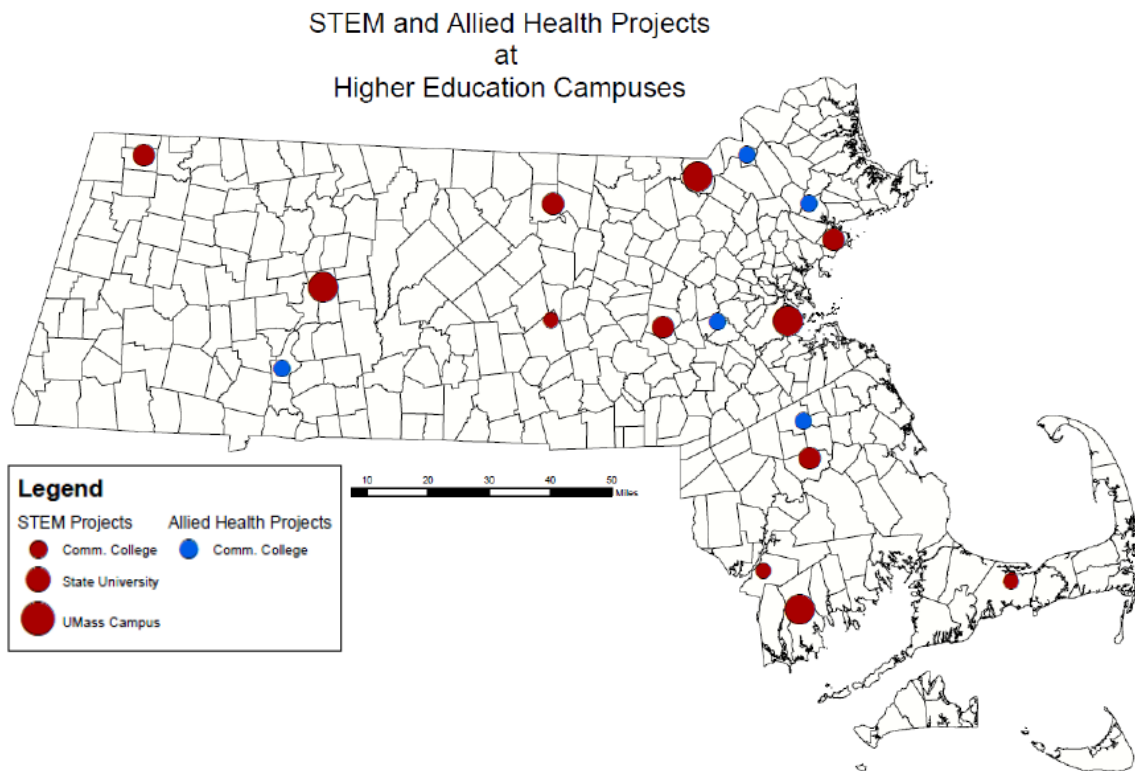 STEM and Allied Health Projects
at
Higher Education Campuses
10 20 30 40 50
Miles
Legend
STEM Projects Allied Health Projects
Comm. College Comm. College
State University
UMass Campus